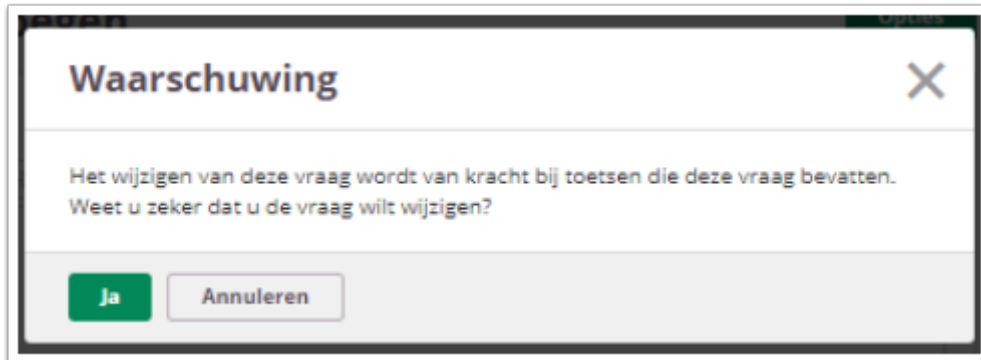 Opties
Waarschuwing
Het wijzigen van deze vraag wordt van kracht bij toetsen die deze vraag bevatten.
Weet u zeker dat u de vraag wilt wijzigen?
Ja
Annuleren